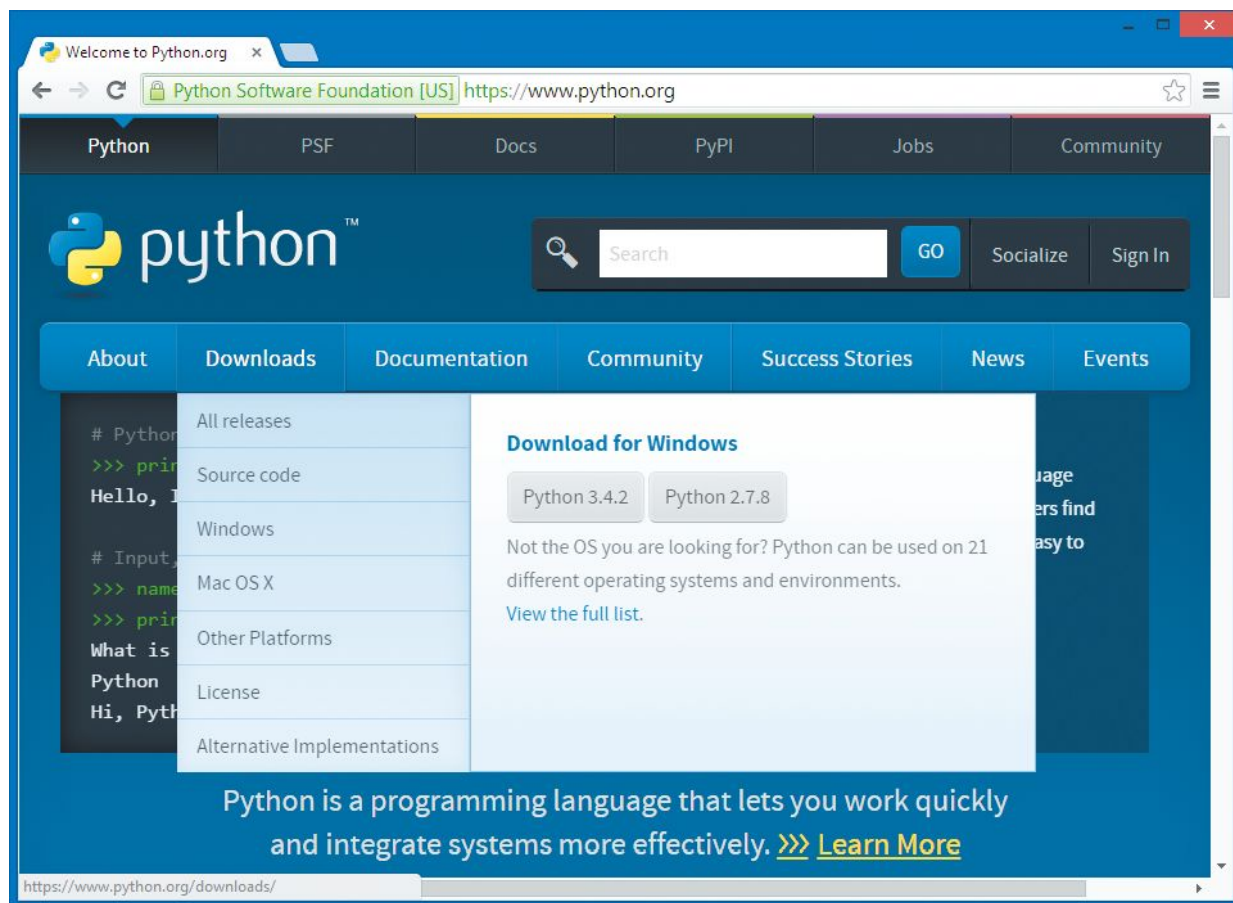 Welcome to Python.org
Python Software Foundation [US] https://www.python.org
Python PSF Docs PyPI Jobs Community
python™
Search GO Socialize Sign In
About Downloads Documentation Community Success Stories News Events
# Python
>>> prin
Hello, I
# Input,
>>> name
>>> prin
What is
Python
Hi, Pyth
All releases
Source code
Windows
Mac OS X
Other Platforms
License
Alternative Implementations
Download for Windows
Python 3.4.2 Python 2.7.8
Not the OS you are looking for? Python can be used on 21
different operating systems and environments.
View the full list.
uage
ers find
asy to
Python is a programming language that lets you work quickly
and integrate systems more effectively. >>> Learn More
https://www.python.org/downloads/